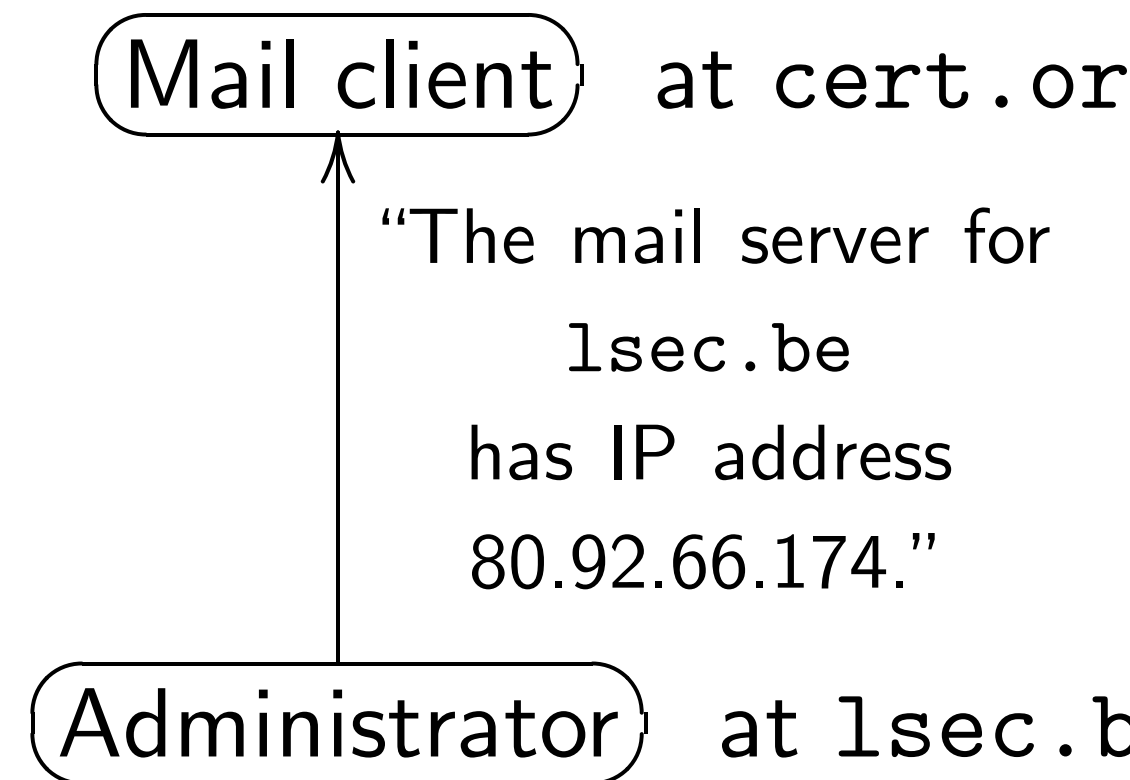 Mail client at cert.or
“The mail server for
lsec.be
has IP address
80.92.66.174.”
Administrator at lsec.b